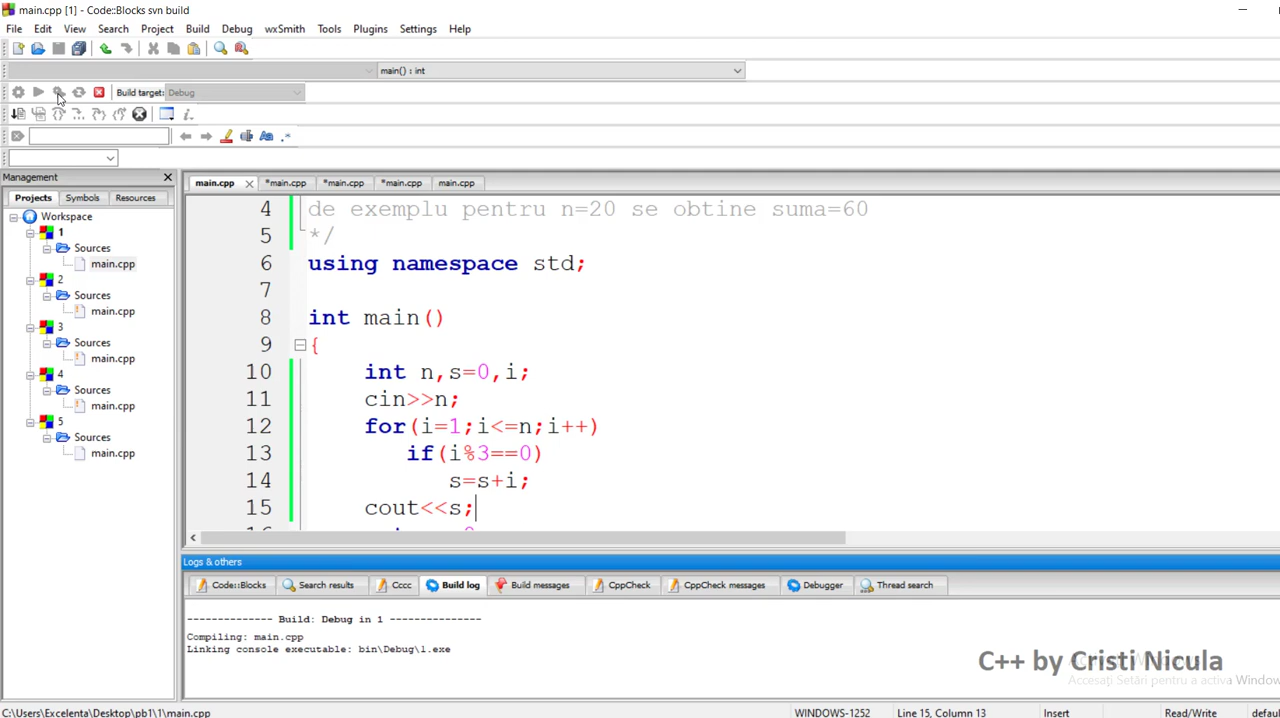 main.cpp [1] - Code::Blocks svn build
File Edit View Search Project Build Debug wxSmith Tools Plugins Settings Help
main() : int
Build target: Debug
Management
Projects Symbols Resources
Workspace
1
Sources
main.cpp
2
Sources
main.cpp
3
Sources
main.cpp
4
Sources
main.cpp
5
Sources
main.cpp
main.cpp *main.cpp *main.cpp *main.cpp main.cpp
4 de exemplu pentru n=20 se obtine suma=60
5 */
6 using namespace std;
7
8 int main()
9 {
10 int n,s=0,i;
11 cin>>n;
12 for(i=1;i<=n;i++)
13 if(i%3==0)
14 s=s+i;
15 cout<<s;
Logs & others
Code::Blocks Search results Cccc Build log Build messages CppCheck CppCheck messages Debugger Thread search
-------------- Build: Debug in 1 ---------------
Compiling: main.cpp
Linking console executable: bin\Debug\1.exe
C++ by Cristi Nicula
Accesați Setări pentru a activa Window
C:\Users\Excelenta\Desktop\pb1\1\main.cpp WINDOWS-1252 Line 15, Column 13 Insert Read/Write defau